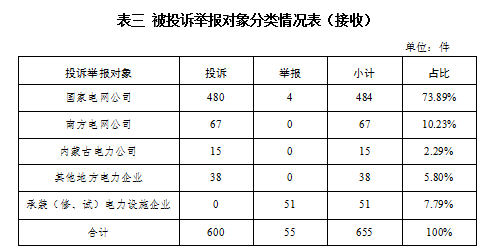 表三 被投诉举报对象分类情况表（接收）
单位：件
投诉举报对象 投诉 举报 小计 占比
国家电网公司 480 4 484 73.89%
南方电网公司 67 0 67 10.23%
内蒙古电力公司 15 0 15 2.29%
其他地方电力企业 38 0 38 5.80%
承装（修、试）电力设施企业 0 51 51 7.79%
合计 600 55 655 100%